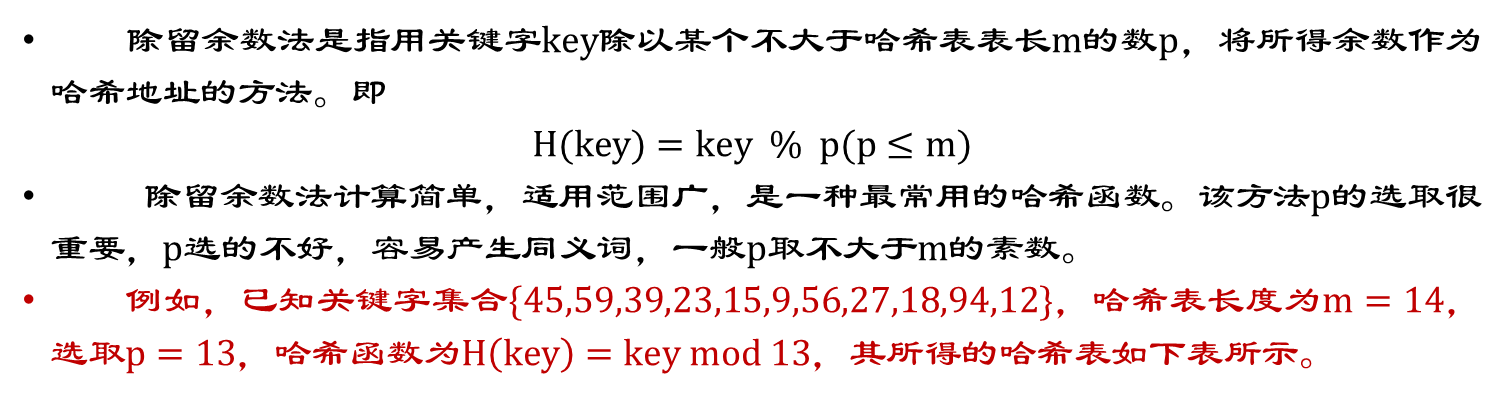 • 除留余数法是指用关键字key除以某个不大于哈希表表长m的数p，将所得余数作为
哈希地址的方法。即
H(key) = key % p(p ≤ m)
• 除留余数法计算简单，适用范围广，是一种最常用的哈希函数。该方法p的选取很
重要，p选的不好，容易产生同义词，一般p取不大于m的素数。
• 例如，已知关键字集合{45,59,39,23,15,9,56,27,18,94,12}，哈希表长度为m = 14，
选取p = 13，哈希函数为H(key) = key mod 13，其所得的哈希表如下表所示。